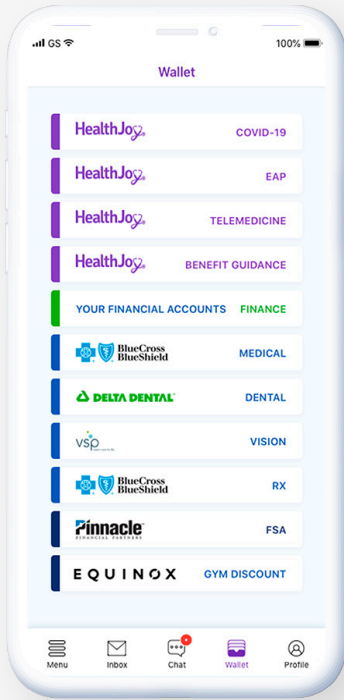 GS
100%
Wallet
HealthJoy® COVID-19
HealthJoy® EAP
HealthJoy® TELEMEDICINE
HealthJoy® BENEFIT GUIDANCE
YOUR FINANCIAL ACCOUNTS FINANCE
BlueCross
BlueShield
MEDICAL
DELTA DENTAL DENTAL
vsp VISION
BlueCross
BlueShield
RX
Pinnacle
FINANCIAL PARTNERS
FSA
EQUINOX GYM DISCOUNT
Menu Inbox Chat Wallet Profile